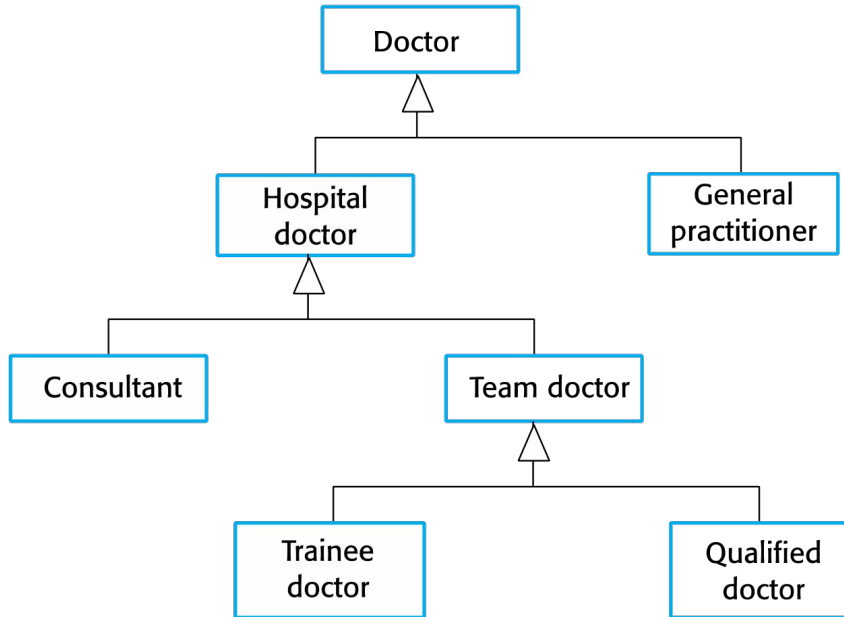 Doctor
Hospital
doctor
General
practitioner
Consultant
Team doctor
Trainee
doctor
Qualified
doctor